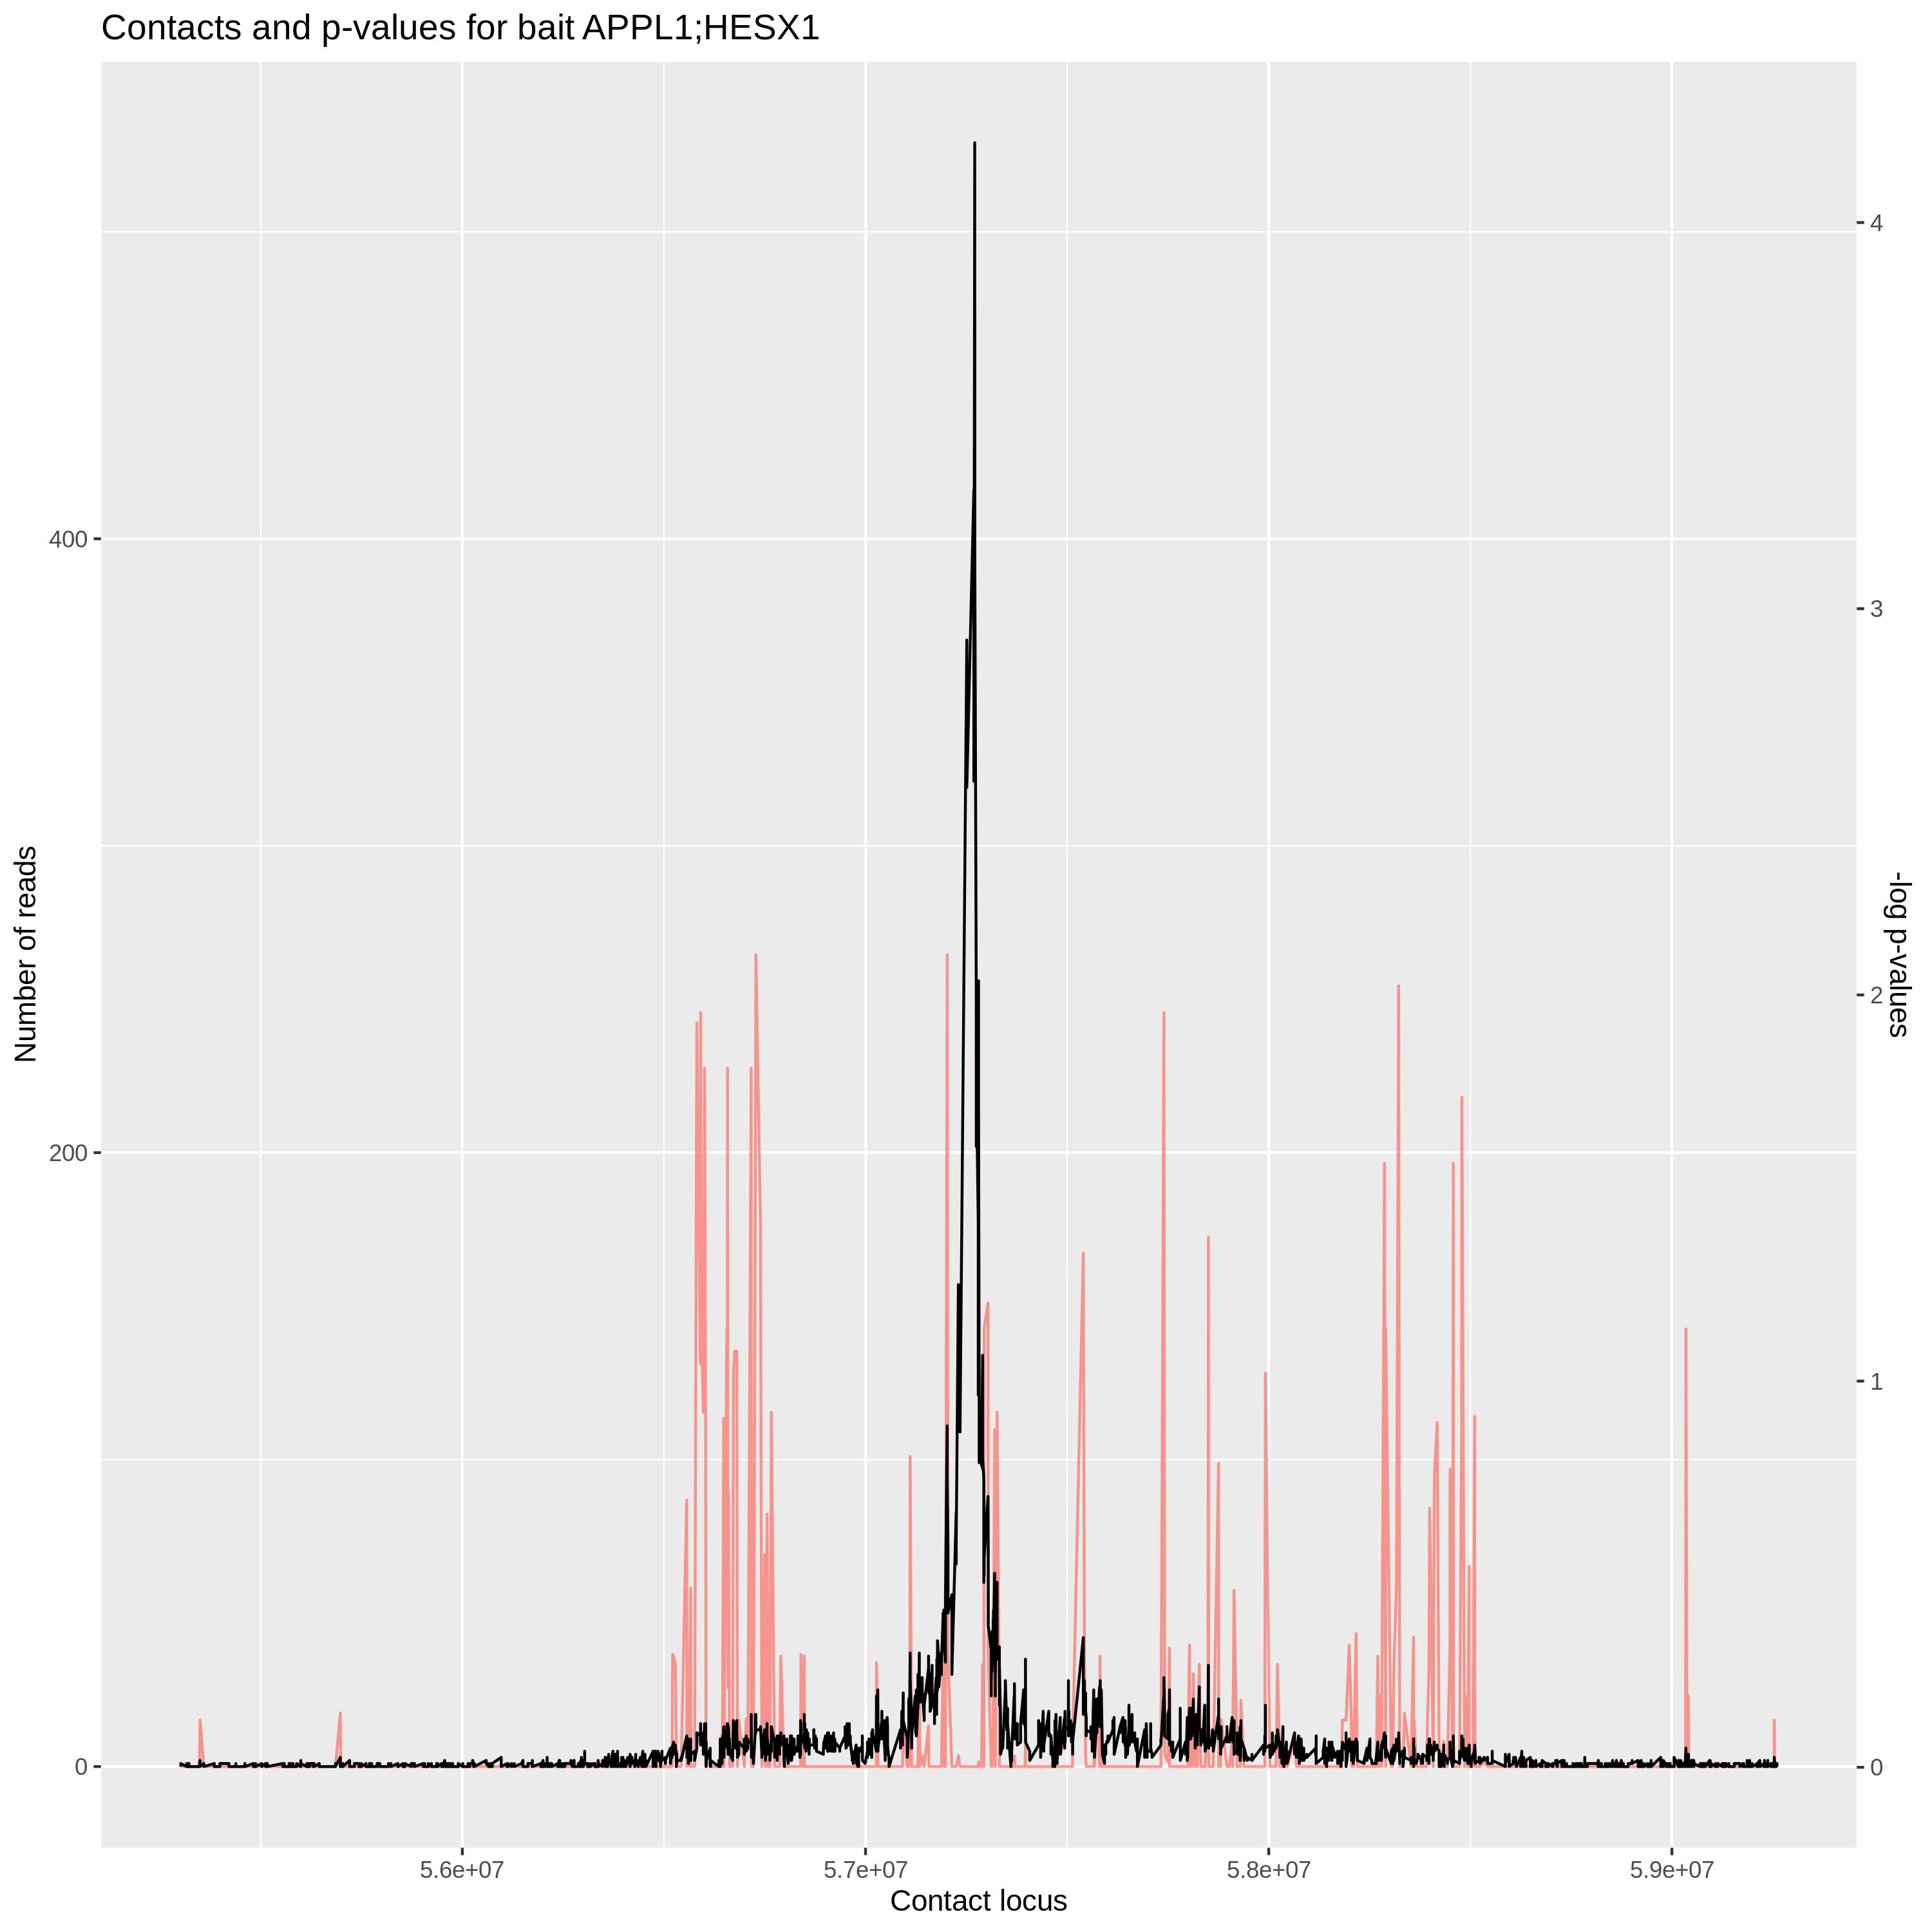 Contacts and p-values for bait APPL1;HESX1
Number of reads
400
200
0
4
3
2
1
0
-log p-values
5.6e+07 5.7e+07 5.8e+07 5.9e+07
Contact locus